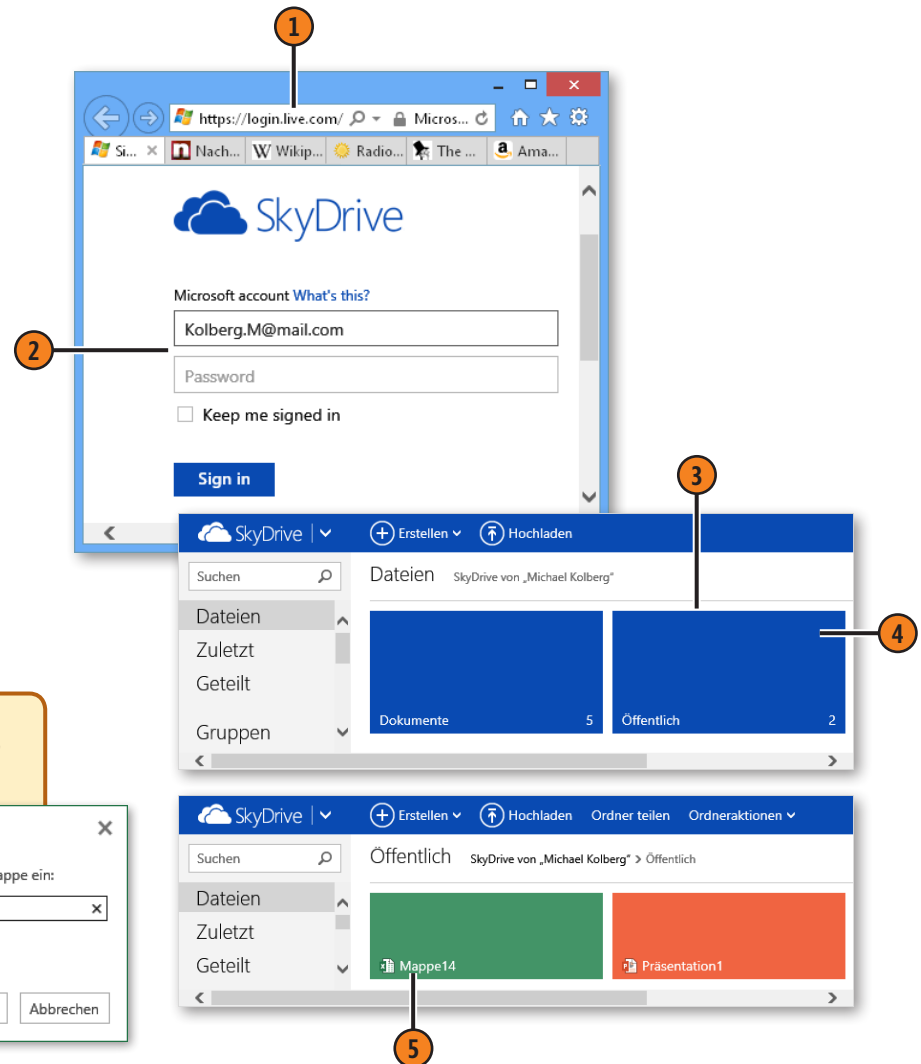 1
https://login.live.com/ Micros...
Si... Nach... Wikip... Radio... The ... Ama...
SkyDrive
Microsoft account What's this?
2
Kolberg.M@mail.com
Password
Keep me signed in
Sign in
3
SkyDrive Erstellen Hochladen
Suchen
Dateien SkyDrive von „Michael Kolberg"
Dateien
Zuletzt
Geteilt
Gruppen
4
Dokumente 5
Öffentlich 2
SkyDrive Erstellen Hochladen Ordner teilen Ordneraktionen
Suchen
Öffentlich SkyDrive von „Michael Kolberg" > Öffentlich
Dateien
Zuletzt
Geteilt
Mappe14
Präsentation1
5
appe ein:
Abbrechen